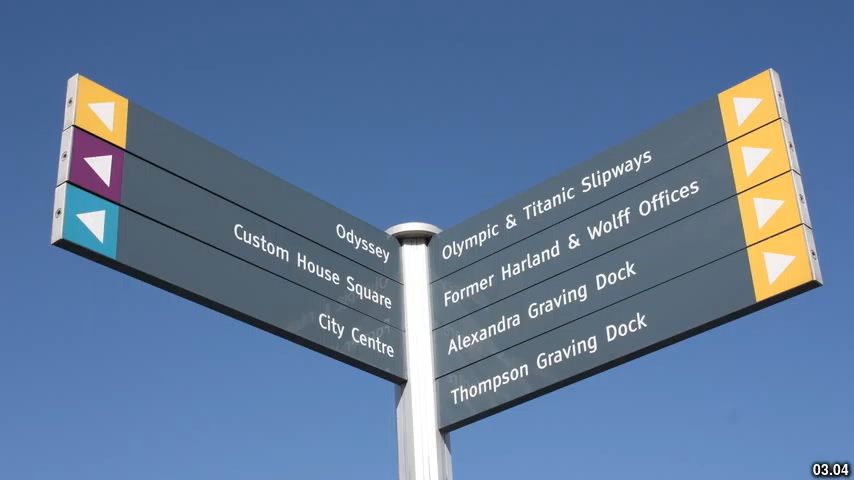 Odyssey
Custom House Square
City Centre
Olympic & Titanic Slipways
Former Harland & Wolff Offices
Alexandra Graving Dock
Thompson Graving Dock
03.04